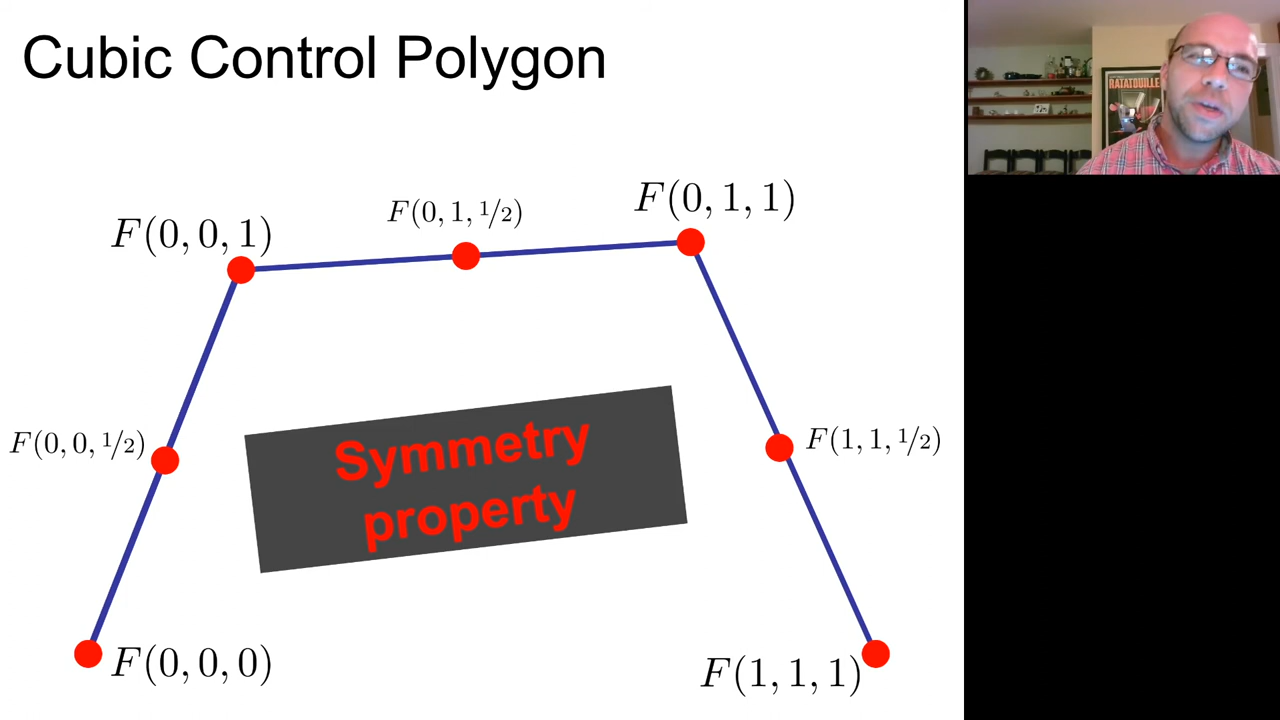 Cubic Control Polygon
RATATOUILLE
F(0, 1, 1)
F(0, 1, 1/2)
F(0, 0, 1)
Symmetry
property
F(0, 0, 1/2)
F(1, 1, 1/2)
F(0, 0, 0)
F(1, 1, 1)